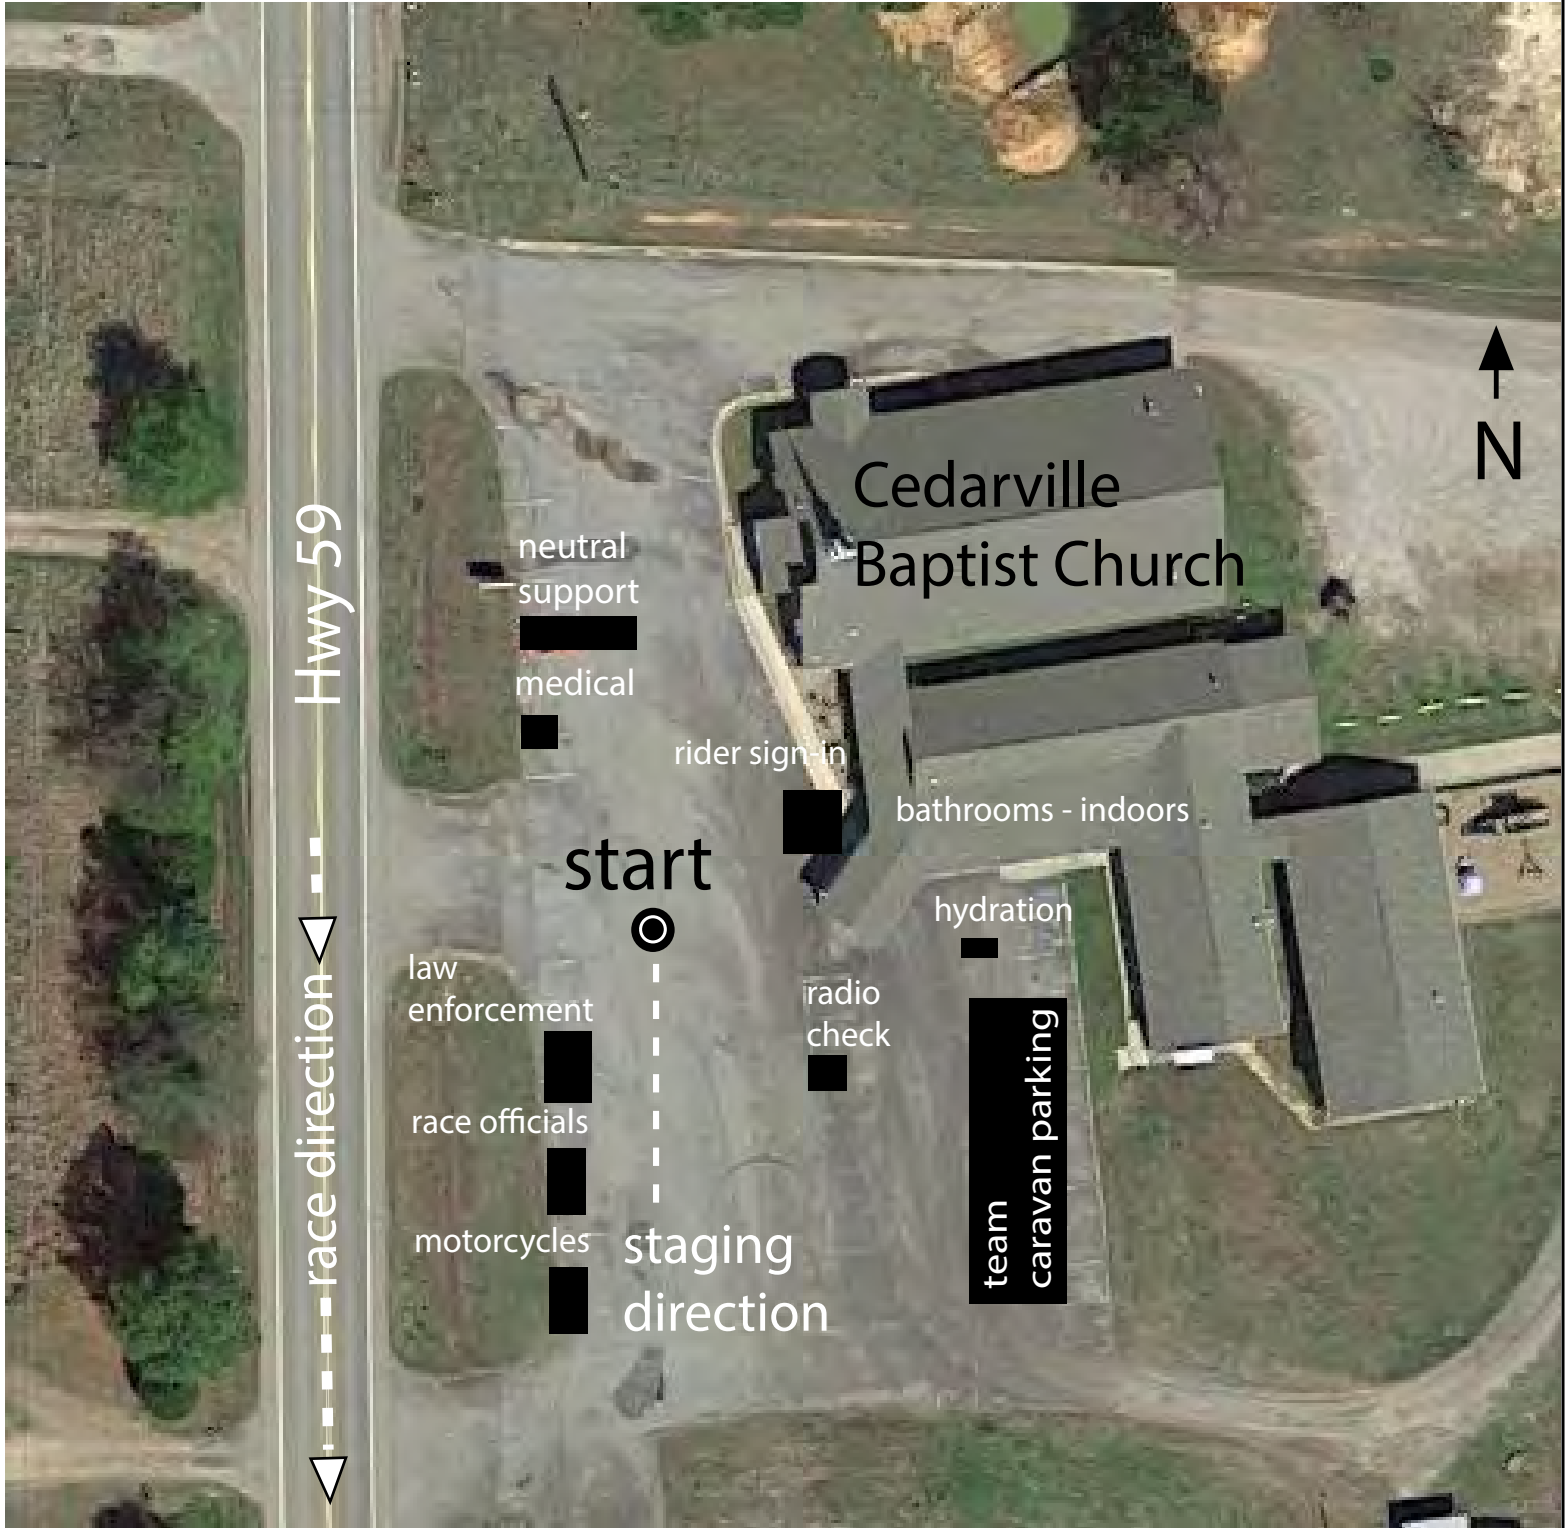 N
Cedarville
Baptist Church
Hwy 59
neutral
support
medical
rider sign-in
bathrooms - indoors
start
hydration
law
enforcement
radio
check
race direction
race officials
team
caravan parking
motorcycles
staging
direction